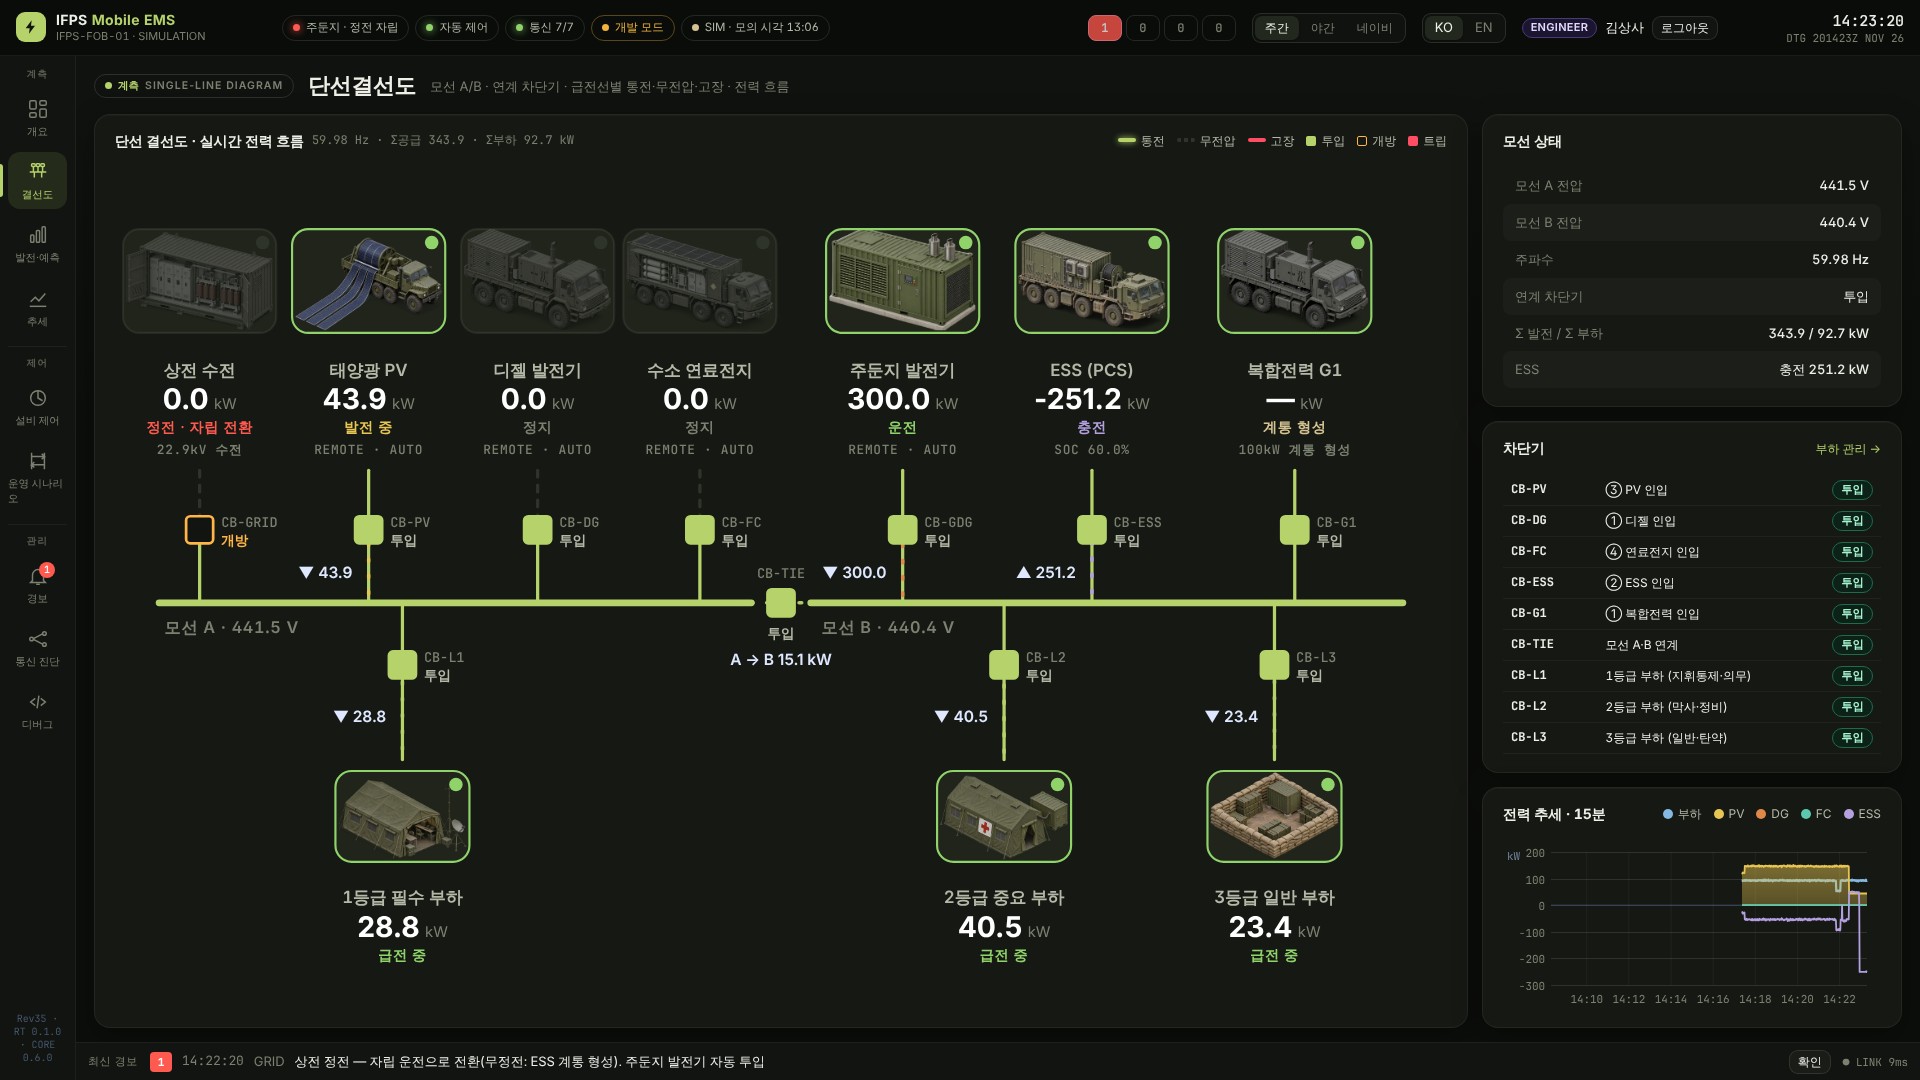 IFPS Mobile EMS
IFPS-FOB-01 · SIMULATION
주둔지 · 정전 자립
자동 제어
통신 7/7
개발 모드
SIM · 모의 시각 13:06
1 0 0 0
주간 야간 네이비
KO EN
ENGINEER 김상사 로그아웃
14:23:20
DTG 201423Z NOV 26
계측
개요
결선도
발전·예측
추세
제어
설비 제어
운영 시나리오
관리
1
경보
통신 진단
디버그
Rev35 · RT 0.1.0 · CORE 0.6.0
계측 SINGLE-LINE DIAGRAM
단선결선도
모선 A/B · 연계 차단기 · 급전선별 통전·무전압·고장 · 전력 흐름
단선 결선도 · 실시간 전력 흐름 59.98 Hz · Σ공급 343.9 · Σ부하 92.7 kW
통전 무전압 고장 투입 개방 트립
상전 수전
0.0 kW
정전 · 자립 전환
22.9kV 수전
태양광 PV
43.9 kW
발전 중
REMOTE · AUTO
디젤 발전기
0.0 kW
정지
REMOTE · AUTO
수소 연료전지
0.0 kW
정지
REMOTE · AUTO
주둔지 발전기
300.0 kW
운전
REMOTE · AUTO
ESS (PCS)
-251.2 kW
충전
SOC 60.0%
복합전력 G1
— kW
계통 형성
100kW 계통 형성
CB-GRID
개방
CB-PV
투입
CB-DG
투입
CB-FC
투입
CB-GDG
투입
CB-ESS
투입
CB-G1
투입
▼ 43.9
CB-TIE
▼ 300.0
▲ 251.2
모선 A · 441.5 V
투입
모선 B · 440.4 V
A → B 15.1 kW
CB-L1
투입
CB-L2
투입
CB-L3
투입
▼ 28.8
▼ 40.5
▼ 23.4
1등급 필수 부하
28.8 kW
급전 중
2등급 중요 부하
40.5 kW
급전 중
3등급 일반 부하
23.4 kW
급전 중
모선 상태
모선 A 전압 441.5 V
모선 B 전압 440.4 V
주파수 59.98 Hz
연계 차단기 투입
Σ 발전 / Σ 부하 343.9 / 92.7 kW
ESS 충전 251.2 kW
차단기 부하 관리 →
CB-PV ③ PV 인입 투입
CB-DG ① 디젤 인입 투입
CB-FC ④ 연료전지 인입 투입
CB-ESS ② ESS 인입 투입
CB-G1 ① 복합전력 인입 투입
CB-TIE 모선 A·B 연계 투입
CB-L1 1등급 부하 (지휘통제·의무) 투입
CB-L2 2등급 부하 (막사·정비) 투입
CB-L3 3등급 부하 (일반·탄약) 투입
전력 추세 · 15분 부하 PV DG FC ESS
kW 200
100
0
-100
-200
-300
14:10 14:12 14:14 14:16 14:18 14:20 14:22
최신 경보 1 14:22:20 GRID 상전 정전 — 자립 운전으로 전환(무정전: ESS 계통 형성). 주둔지 발전기 자동 투입
확인 LINK 9ms